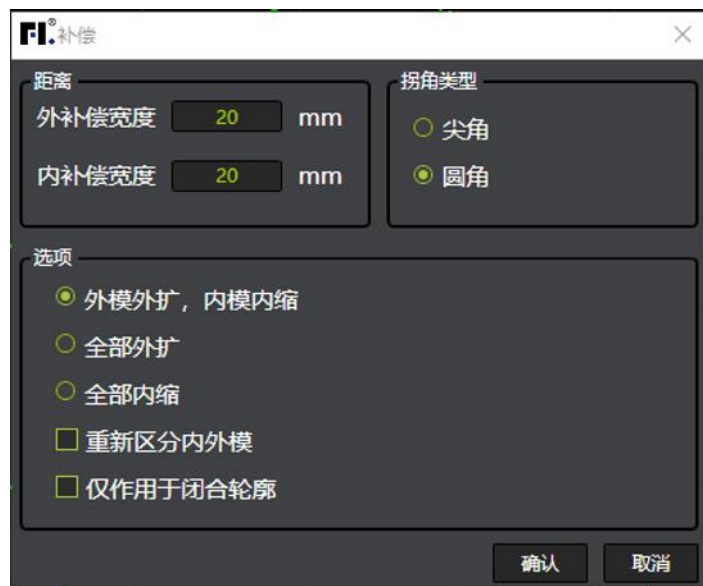 FI.® 补偿
距离
外补偿宽度 20 mm
内补偿宽度 20 mm
拐角类型
尖角
圆角
选项
外模外扩，内模内缩
全部外扩
全部内缩
重新区分内外模
仅作用于闭合轮廓
确认 取消